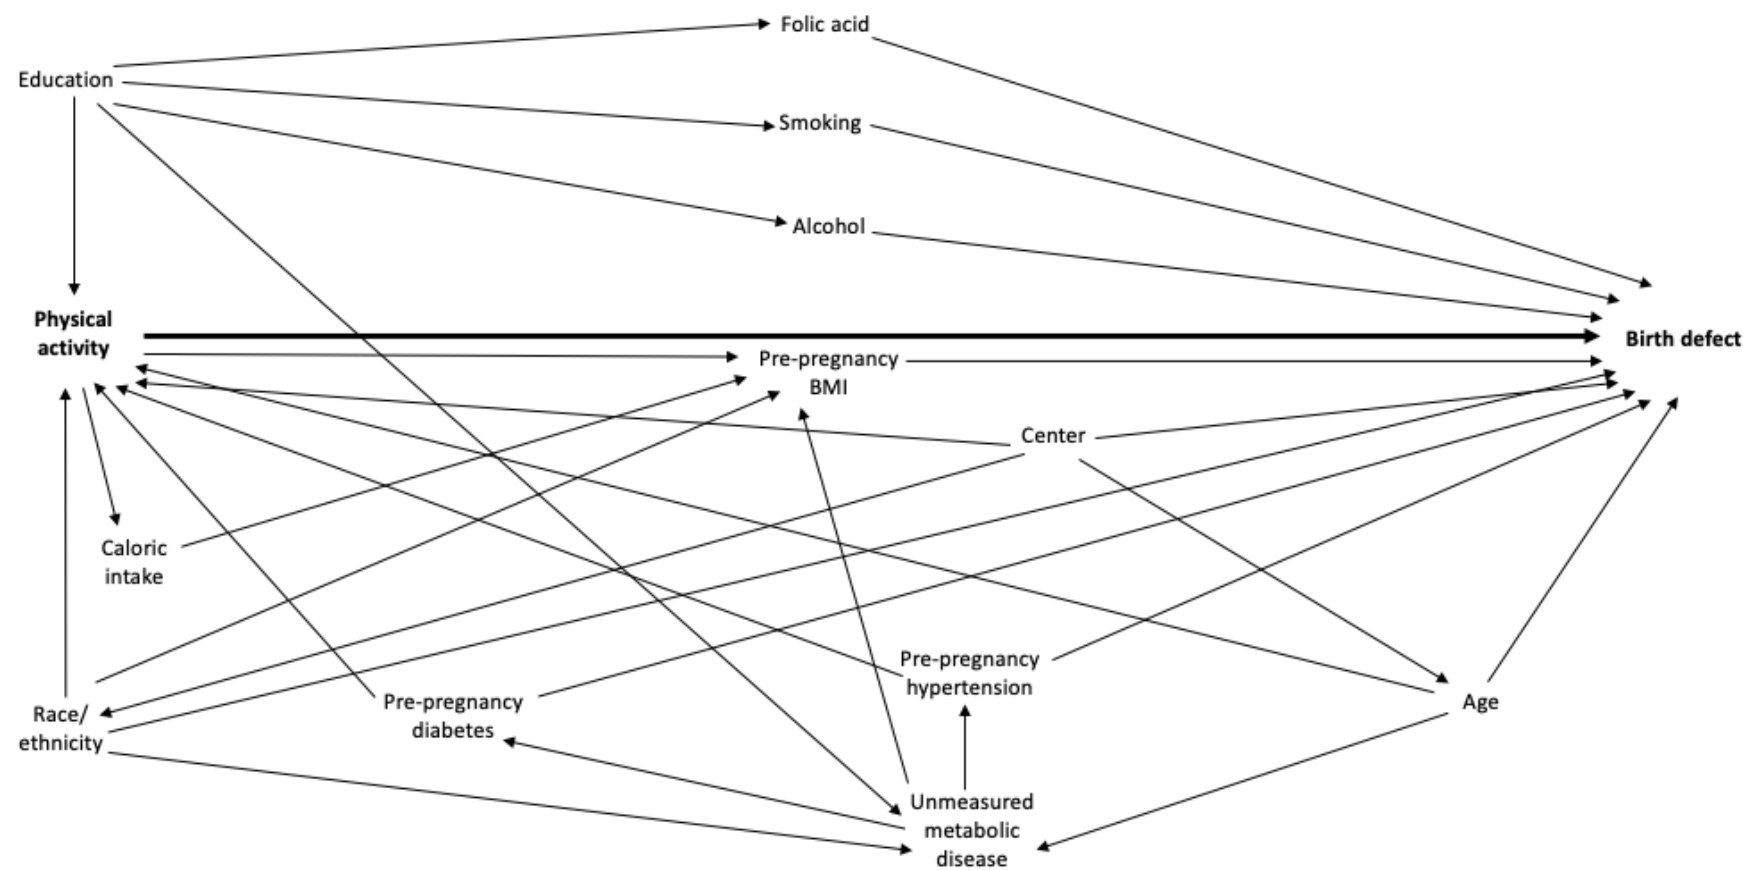 Folic acid
Education
Smoking
Alcohol
Physical
activity
Birth defect
Pre-pregnancy
BMI
Center
Caloric
intake
Pre-pregnancy
hypertension
Pre-pregnancy
diabetes
Age
Race/
ethnicity
Unmeasured
metabolic
disease